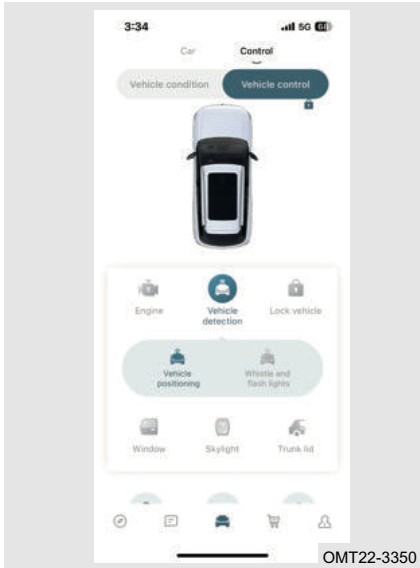 3:34
5G 60
Car Control
Vehicle condition Vehicle control
Engine Vehicle detection Lock vehicle
Vehicle positioning Whistle and flash lights
Window Skylight Trunk lid
OMT22-3350